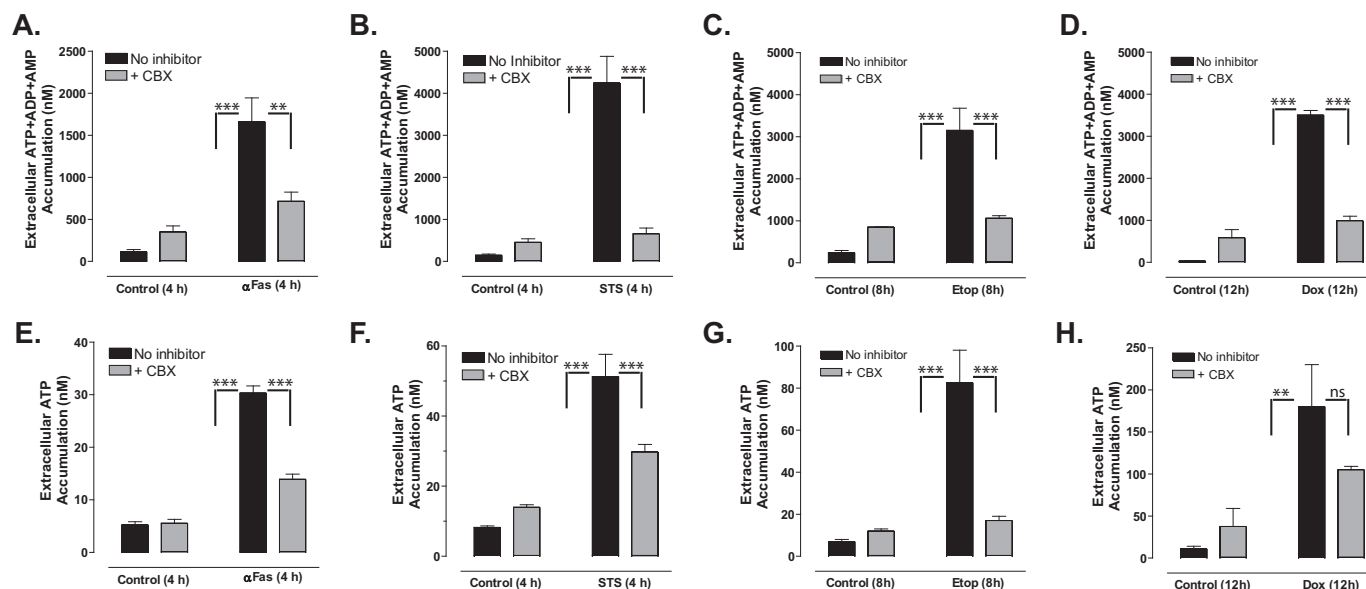 A.
Extracellular ATP+ADP+AMP
Accumulation (nM)
2500
2000
1500
1000
500
0
No inhibitor
+ CBX
***
**
Control (4 h)
αFas (4 h)
B.
Extracellular ATP+ADP+AMP
Accumulation (nM)
5000
4000
3000
2000
1000
0
No Inhibitor
+ CBX
***
***
Control (4 h)
STS (4 h)
C.
Extracellular ATP+ADP+AMP
Accumulation (nM)
5000
4000
3000
2000
1000
0
No inhibitor
+ CBX
***
***
Control (8h)
Etop (8h)
D.
Extracellular ATP+ADP+AMP
Accumulation (nM)
5000
4000
3000
2000
1000
0
No inhibitor
+ CBX
***
***
Control (12h)
Dox (12h)
E.
Extracellular ATP
Accumulation (nM)
40
30
20
10
0
No inhibitor
+ CBX
***
***
Control (4 h)
αFas (4 h)
F.
Extracellular ATP
Accumulation (nM)
60
40
20
0
No inhibitor
+ CBX
***
***
Control (4 h)
STS (4 h)
G.
Extracellular ATP
Accumulation (nM)
100
80
60
40
20
0
No inhibitor
+ CBX
***
***
Control (8h)
Etop (8h)
H.
Extracellular ATP
Accumulation (nM)
250
200
150
100
50
0
No inhibitor
+ CBX
**
ns
Control (12h)
Dox (12h)